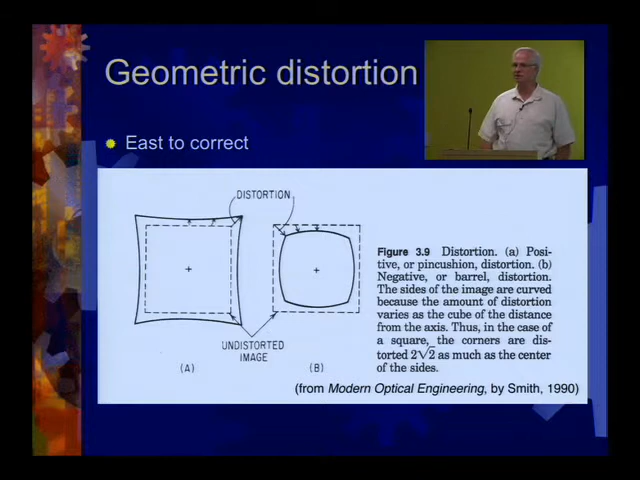 Geometric distortion
East to correct
DISTORTION
UNDISTORTED
IMAGE
(A)
(B)
Figure 3.9 Distortion. (a) Posi-
tive, or pincushion, distortion. (b)
Negative, or barrel, distortion.
The sides of the image are curved
because the amount of distortion
varies as the cube of the distance
from the axis. Thus, in the case of
a square, the corners are dis-
torted 2√2 as much as the center
of the sides.
(from Modern Optical Engineering, by Smith, 1990)